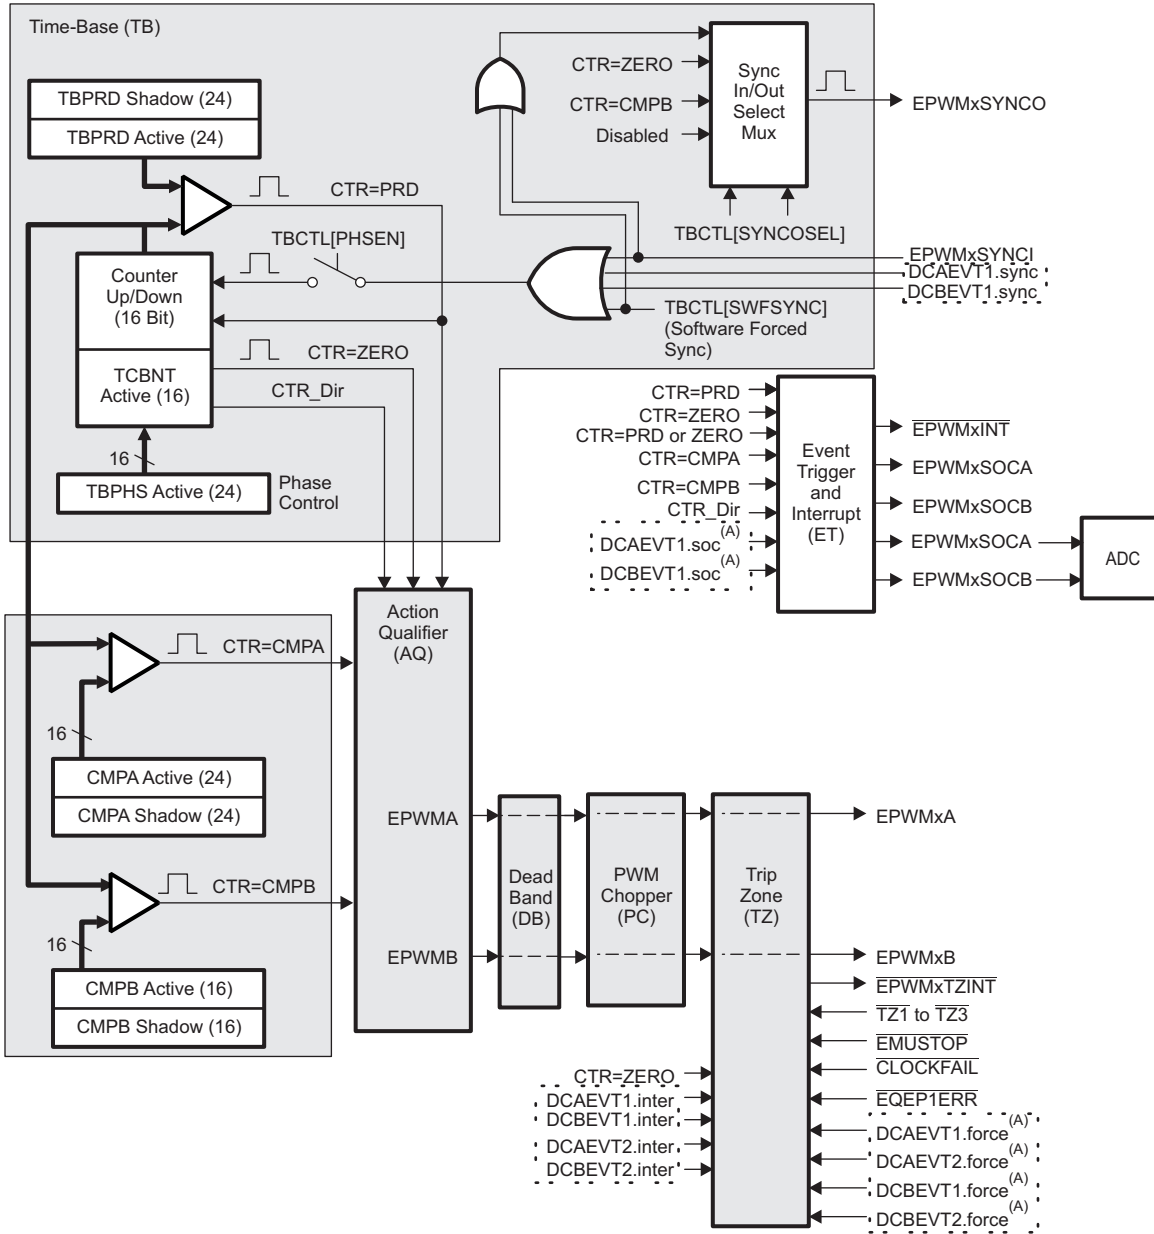 Time-Base (TB)
TBPRD Shadow (24)
TBPRD Active (24)
CTR=PRD
TBCTL[PHSEN]
Counter
Up/Down
(16 Bit)
TCBNT
Active (16)
CTR=ZERO
CTR_Dir
16
TBPHS Active (24)
Phase
Control
CTR=ZERO
CTR=CMPB
Disabled
Sync
In/Out
Select
Mux
EPWMxSYNCO
TBCTL[SYNCOSEL]
EPWMxSYNCI
DCAEVT1.sync
DCBEVT1.sync
TBCTL[SWFSYNC]
(Software Forced
Sync)
CTR=PRD
CTR=ZERO
CTR=PRD or ZERO
CTR=CMPA
CTR=CMPB
CTR_Dir
DCAEVT1.soc(A)
DCBEVT1.soc(A)
Event
Trigger
and
Interrupt
(ET)
EPWMxINT
EPWMxSOCA
EPWMxSOCB
EPWMxSOCA
EPWMxSOCB
ADC
Action
Qualifier
(AQ)
CTR=CMPA
16
CMPA Active (24)
CMPA Shadow (24)
CTR=CMPB
16
CMPB Active (16)
CMPB Shadow (16)
EPWMA
EPWMB
Dead
Band
(DB)
PWM
Chopper
(PC)
Trip
Zone
(TZ)
EPWMxA
EPWMxB
EPWMxTZINT
TZ1 to TZ3
EMUSTOP
CLOCKFAIL
EQEP1ERR
DCAEVT1.force(A)
DCAEVT2.force(A)
DCBEVT1.force(A)
DCBEVT2.force(A)
CTR=ZERO
DCAEVT1.inter
DCBEVT1.inter
DCAEVT2.inter
DCBEVT2.inter